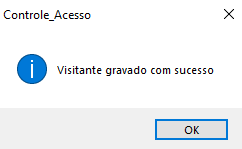 Controle_Acesso
Visitante gravado com sucesso
OK